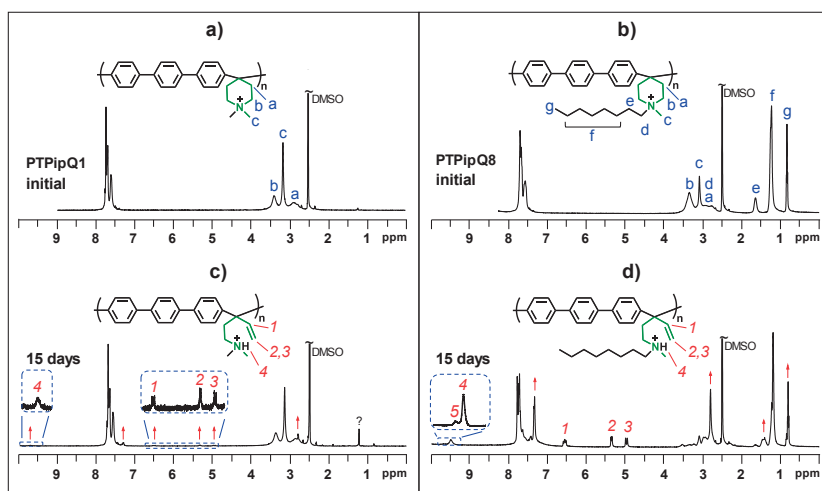 a)
n
b
a
N
+
c
DMSO
PTPipQ1
initial
c
b
a
9 8 7 6 5 4 3 2 1 ppm
b)
n
b
a
g
e
N
+
c
f
d
DMSO
PTPipQ8
initial
f
g
c
b
d
a
e
9 8 7 6 5 4 3 2 1 ppm
c)
n
1
2,3
+
NH
4
DMSO
15 days
4
1 2 3
?
9 8 7 6 5 4 3 2 1 ppm
d)
n
1
2,3
+
NH
4
DMSO
15 days
4
5
1 2 3
9 8 7 6 5 4 3 2 1 ppm